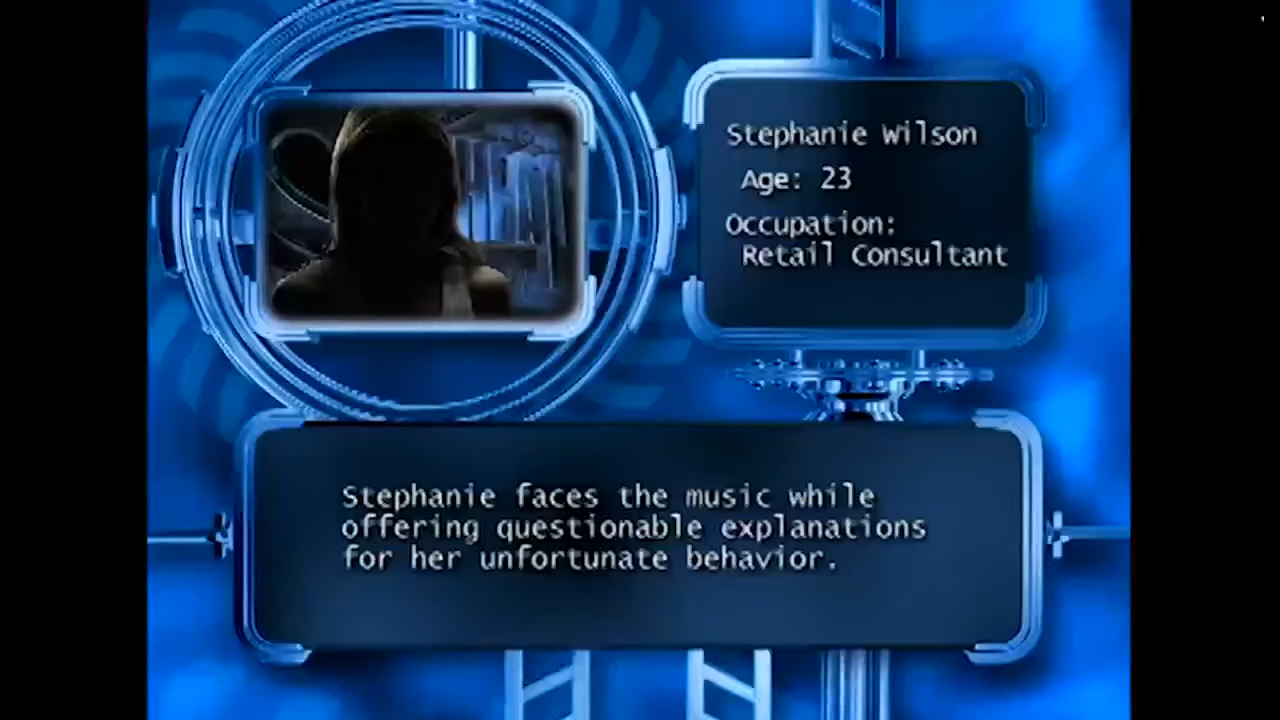 Stephanie Wilson
Age: 23
Occupation:
Retail Consultant
Stephanie faces the music while
offering questionable explanations
for her unfortunate behavior.